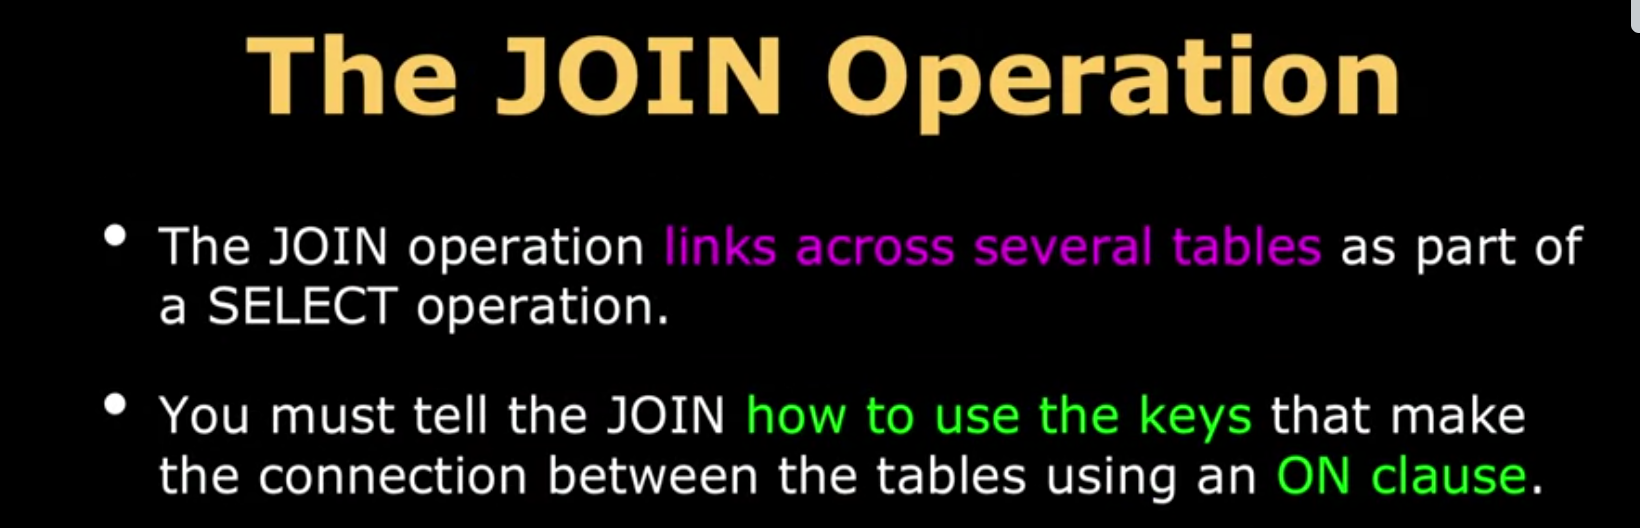 The JOIN Operation
• The JOIN operation links across several tables as part of
a SELECT operation.
• You must tell the JOIN how to use the keys that make
the connection between the tables using an ON clause.